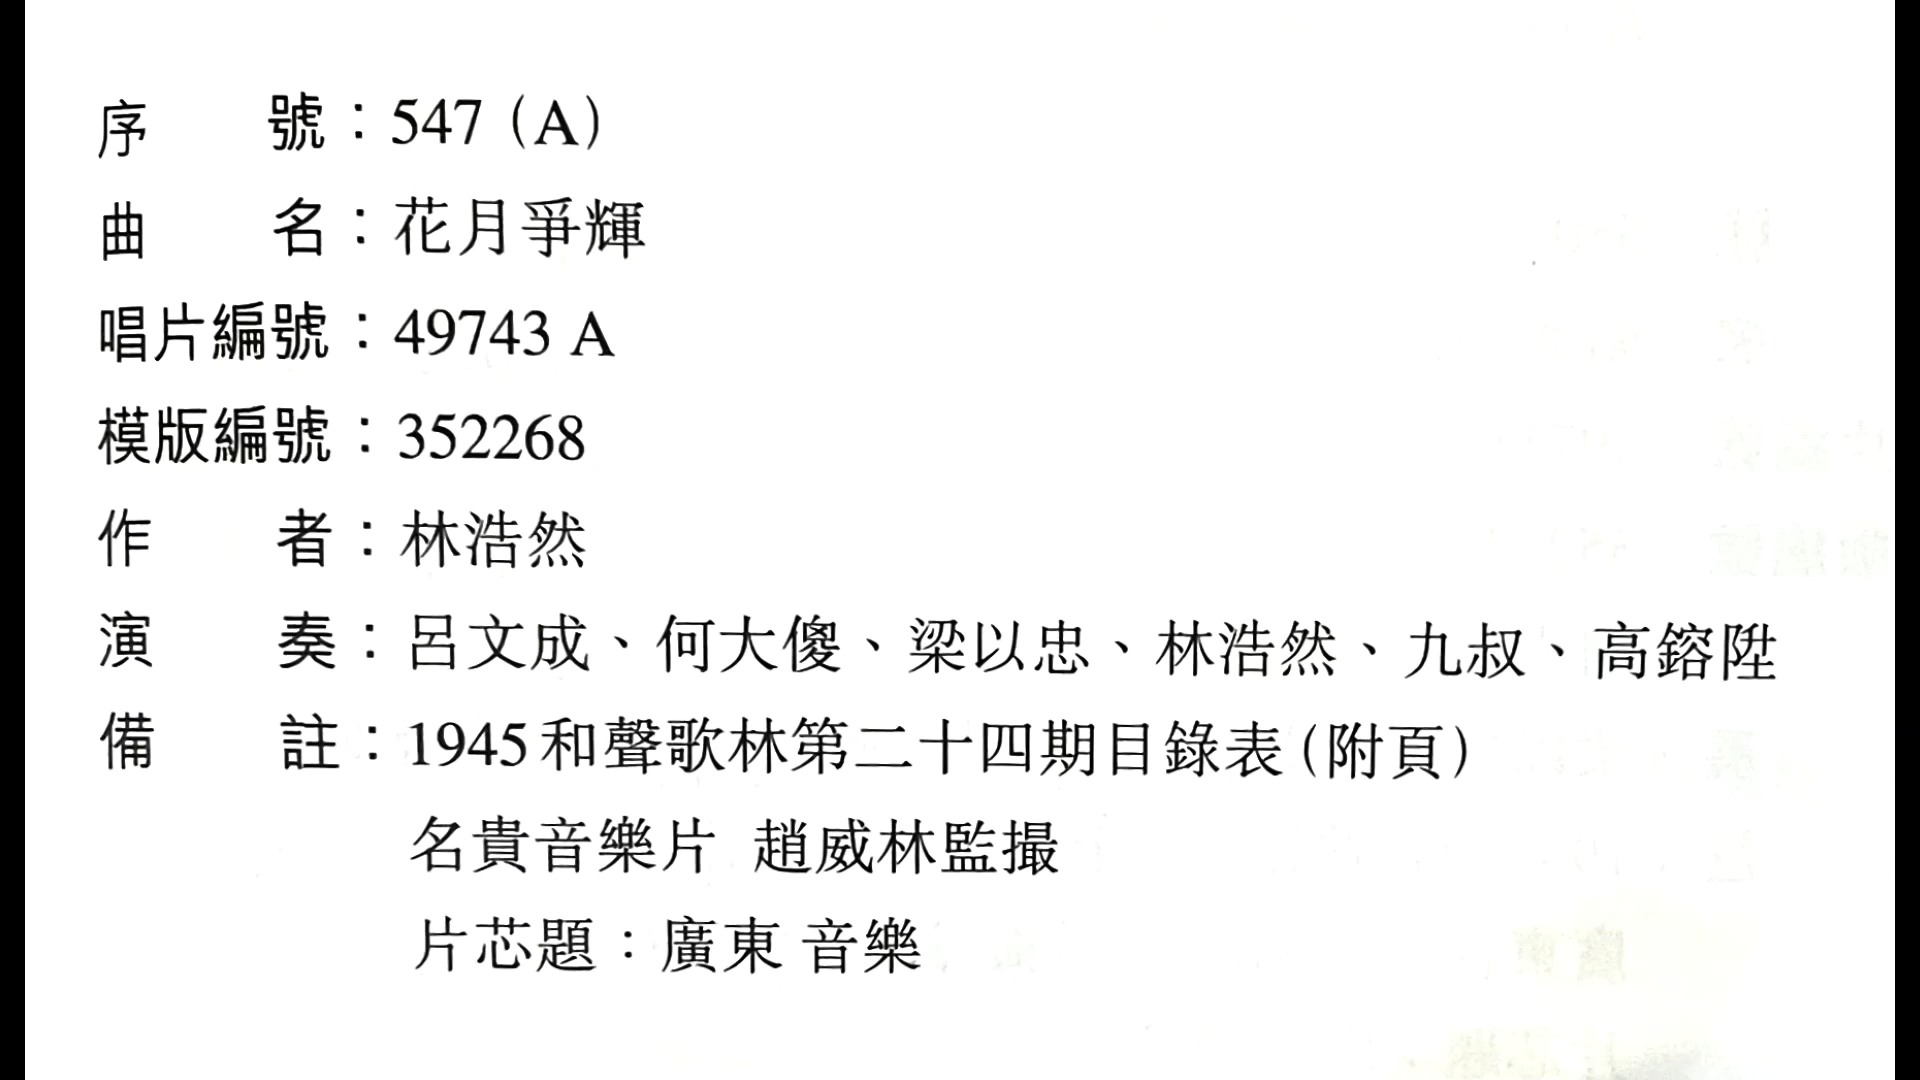 序　　號：547（A）
曲　　名：花月爭輝
唱片編號：49743 A
模版編號：352268
作　　者：林浩然
演　　奏：呂文成、何大傻、梁以忠、林浩然、九叔、高鎔陞
備　　註：1945和聲歌林第二十四期目錄表（附頁）
名貴音樂片 趙威林監撮
片芯題：廣東 音樂